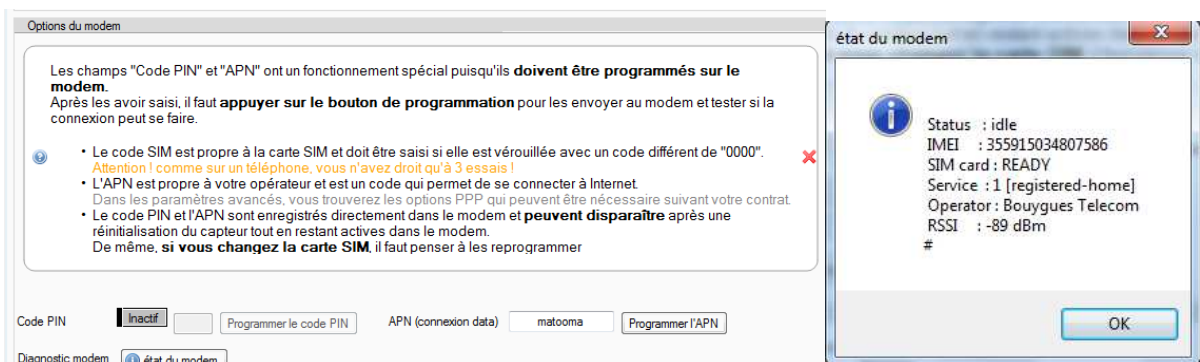 Options du modem
Les champs "Code PIN" et "APN" ont un fonctionnement spécial puisqu'ils doivent être programmés sur le
modem.
Après les avoir saisi, il faut appuyer sur le bouton de programmation pour les envoyer au modem et tester si la
connexion peut se faire.
• Le code SIM est propre à la carte SIM et doit être saisi si elle est vérouillée avec un code différent de "0000".
Attention ! comme sur un téléphone, vous n'avez droit qu'à 3 essais !
• L'APN est propre à votre opérateur et est un code qui permet de se connecter à Internet.
Dans les paramètres avancés, vous trouverez les options PPP qui peuvent être nécessaire suivant votre contrat.
• Le code PIN et l'APN sont enregistrés directement dans le modem et peuvent disparaître après une
réinitialisation du capteur tout en restant actives dans le modem.
De même, si vous changez la carte SIM, il faut penser à les reprogrammer
Code PIN Inactif Programmer le code PIN APN (connexion data) matooma Programmer l'APN
Diagnostic modem état du modem
état du modem
Status : idle
IMEI : 355915034807586
SIM card : READY
Service : 1 [registered-home]
Operator : Bouygues Telecom
RSSI : -89 dBm
#
OK